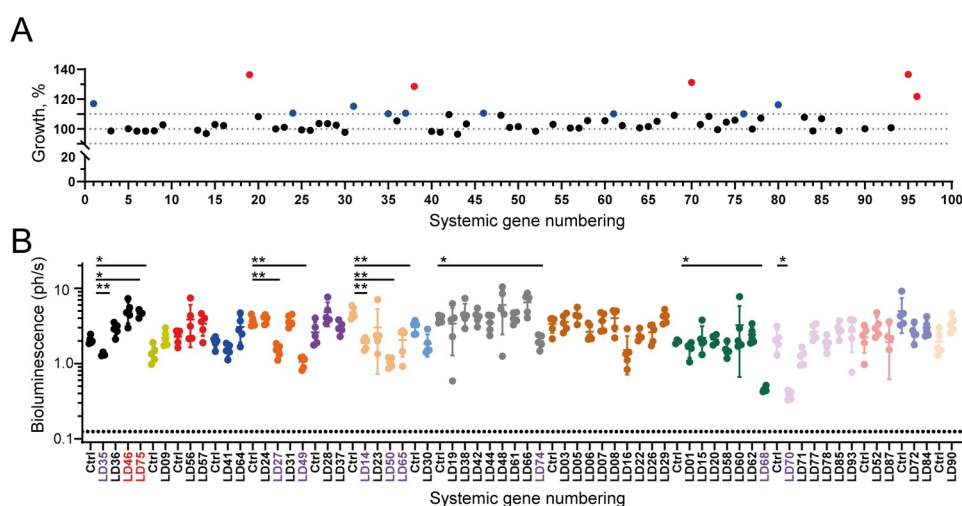 A
140
120
100
Growth, %
20
0
0 5 10 15 20 25 30 35 40 45 50 55 60 65 70 75 80 85 90 95 100
Systemic gene numbering
B
* ** ** * * *
* ** **
** **
10
1.0
0.1
Bioluminescence (ph/s)
Ctrl LD35 LD36 LD46 LD75 Ctrl LD09 Ctrl LD56 LD57 Ctrl LD41 LD64 Ctrl LD24 LD27 LD31 LD49 Ctrl LD28 LD37 Ctrl LD14 LD23 LD50 LD65 Ctrl LD30 Ctrl LD19 LD38 LD42 LD44 LD48 LD61 LD66 LD74 Ctrl LD03 LD05 LD06 LD07 LD08 LD16 LD22 LD26 LD29 Ctrl LD01 LD15 LD20 LD58 LD60 LD62 LD68 Ctrl LD70 LD71 LD77 LD78 LD83 LD93 Ctrl LD52 LD87 Ctrl LD72 LD84 Ctrl LD90
Systemic gene numbering